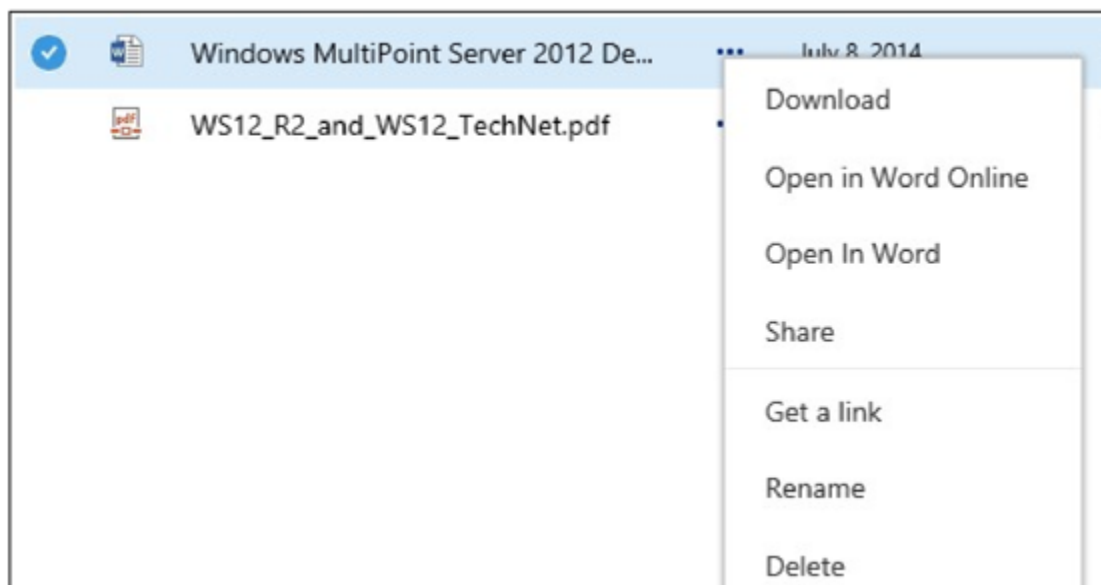 Windows MultiPoint Server 2012 De... ••• July 8, 2014
WS12_R2_and_WS12_TechNet.pdf
Download
Open in Word Online
Open In Word
Share
Get a link
Rename
Delete